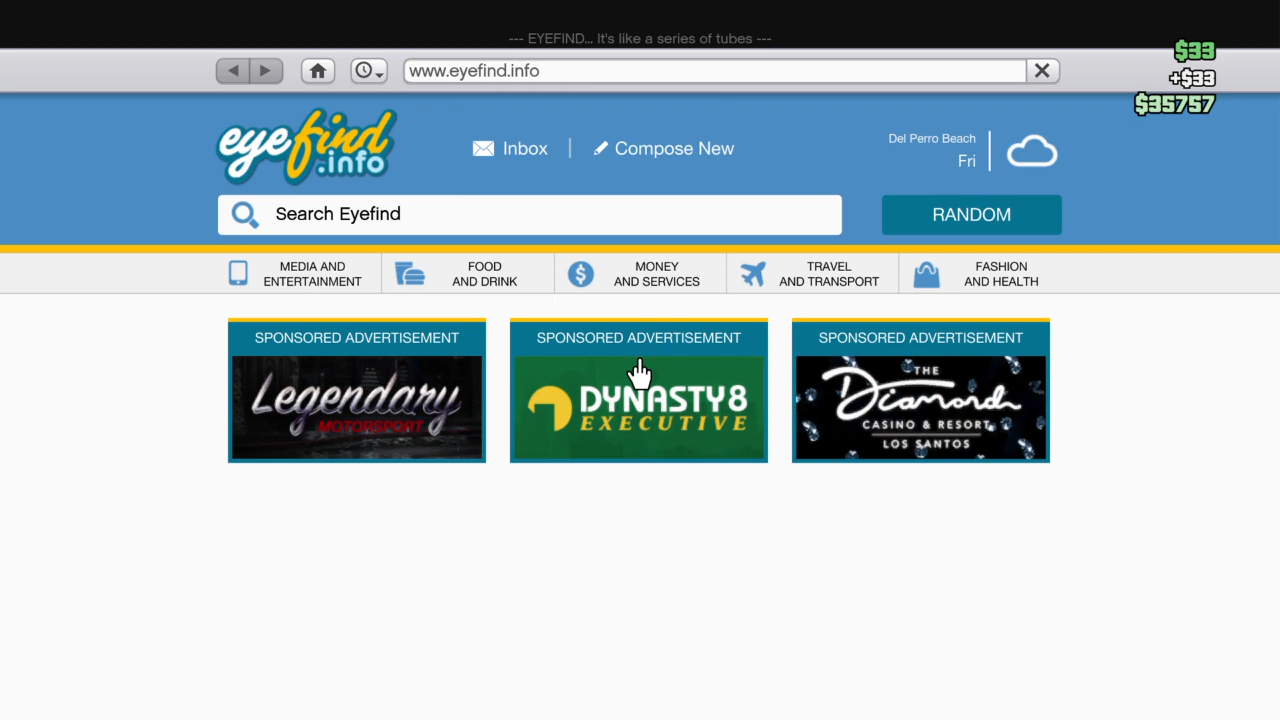 --- EYEFIND... It's like a series of tubes ---
$33
+$33
$35757
www.eyefind.info
eyefind
.info
Inbox
Compose New
Del Perro Beach
Fri
Search Eyefind
RANDOM
MEDIA AND
ENTERTAINMENT
FOOD
AND DRINK
MONEY
AND SERVICES
TRAVEL
AND TRANSPORT
FASHION
AND HEALTH
SPONSORED ADVERTISEMENT
Legendary
MOTORSPORT
SPONSORED ADVERTISEMENT
DYNASTY8
EXECUTIVE
SPONSORED ADVERTISEMENT
THE
Diamond
CASINO & RESORT
LOS SANTOS